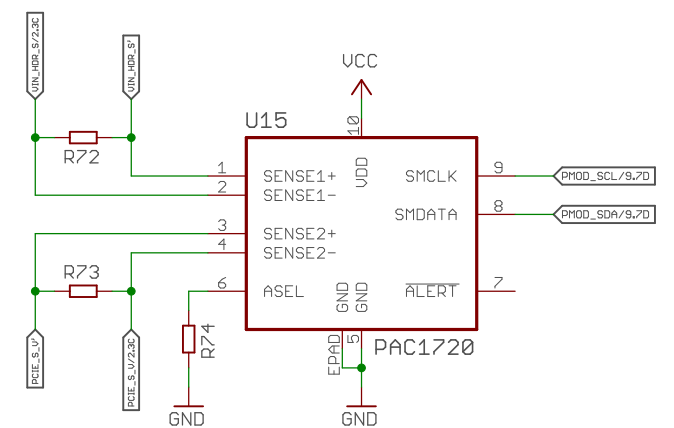 VIN_HDR_S/2.3C
VIN_HDR_S'
VCC
U15
10
VDD
R72
1
SENSE1+
2
SENSE1-
SMCLK
9
PMOD_SCL/9.7D
SMDATA
8
PMOD_SDA/9.7D
3
SENSE2+
4
SENSE2-
R73
6
ASEL
GND
GND
ALERT
7
R74
EPAD
5
PAC1720
PCIE_S_V'
PCIE_S_V/2.3C
GND
GND